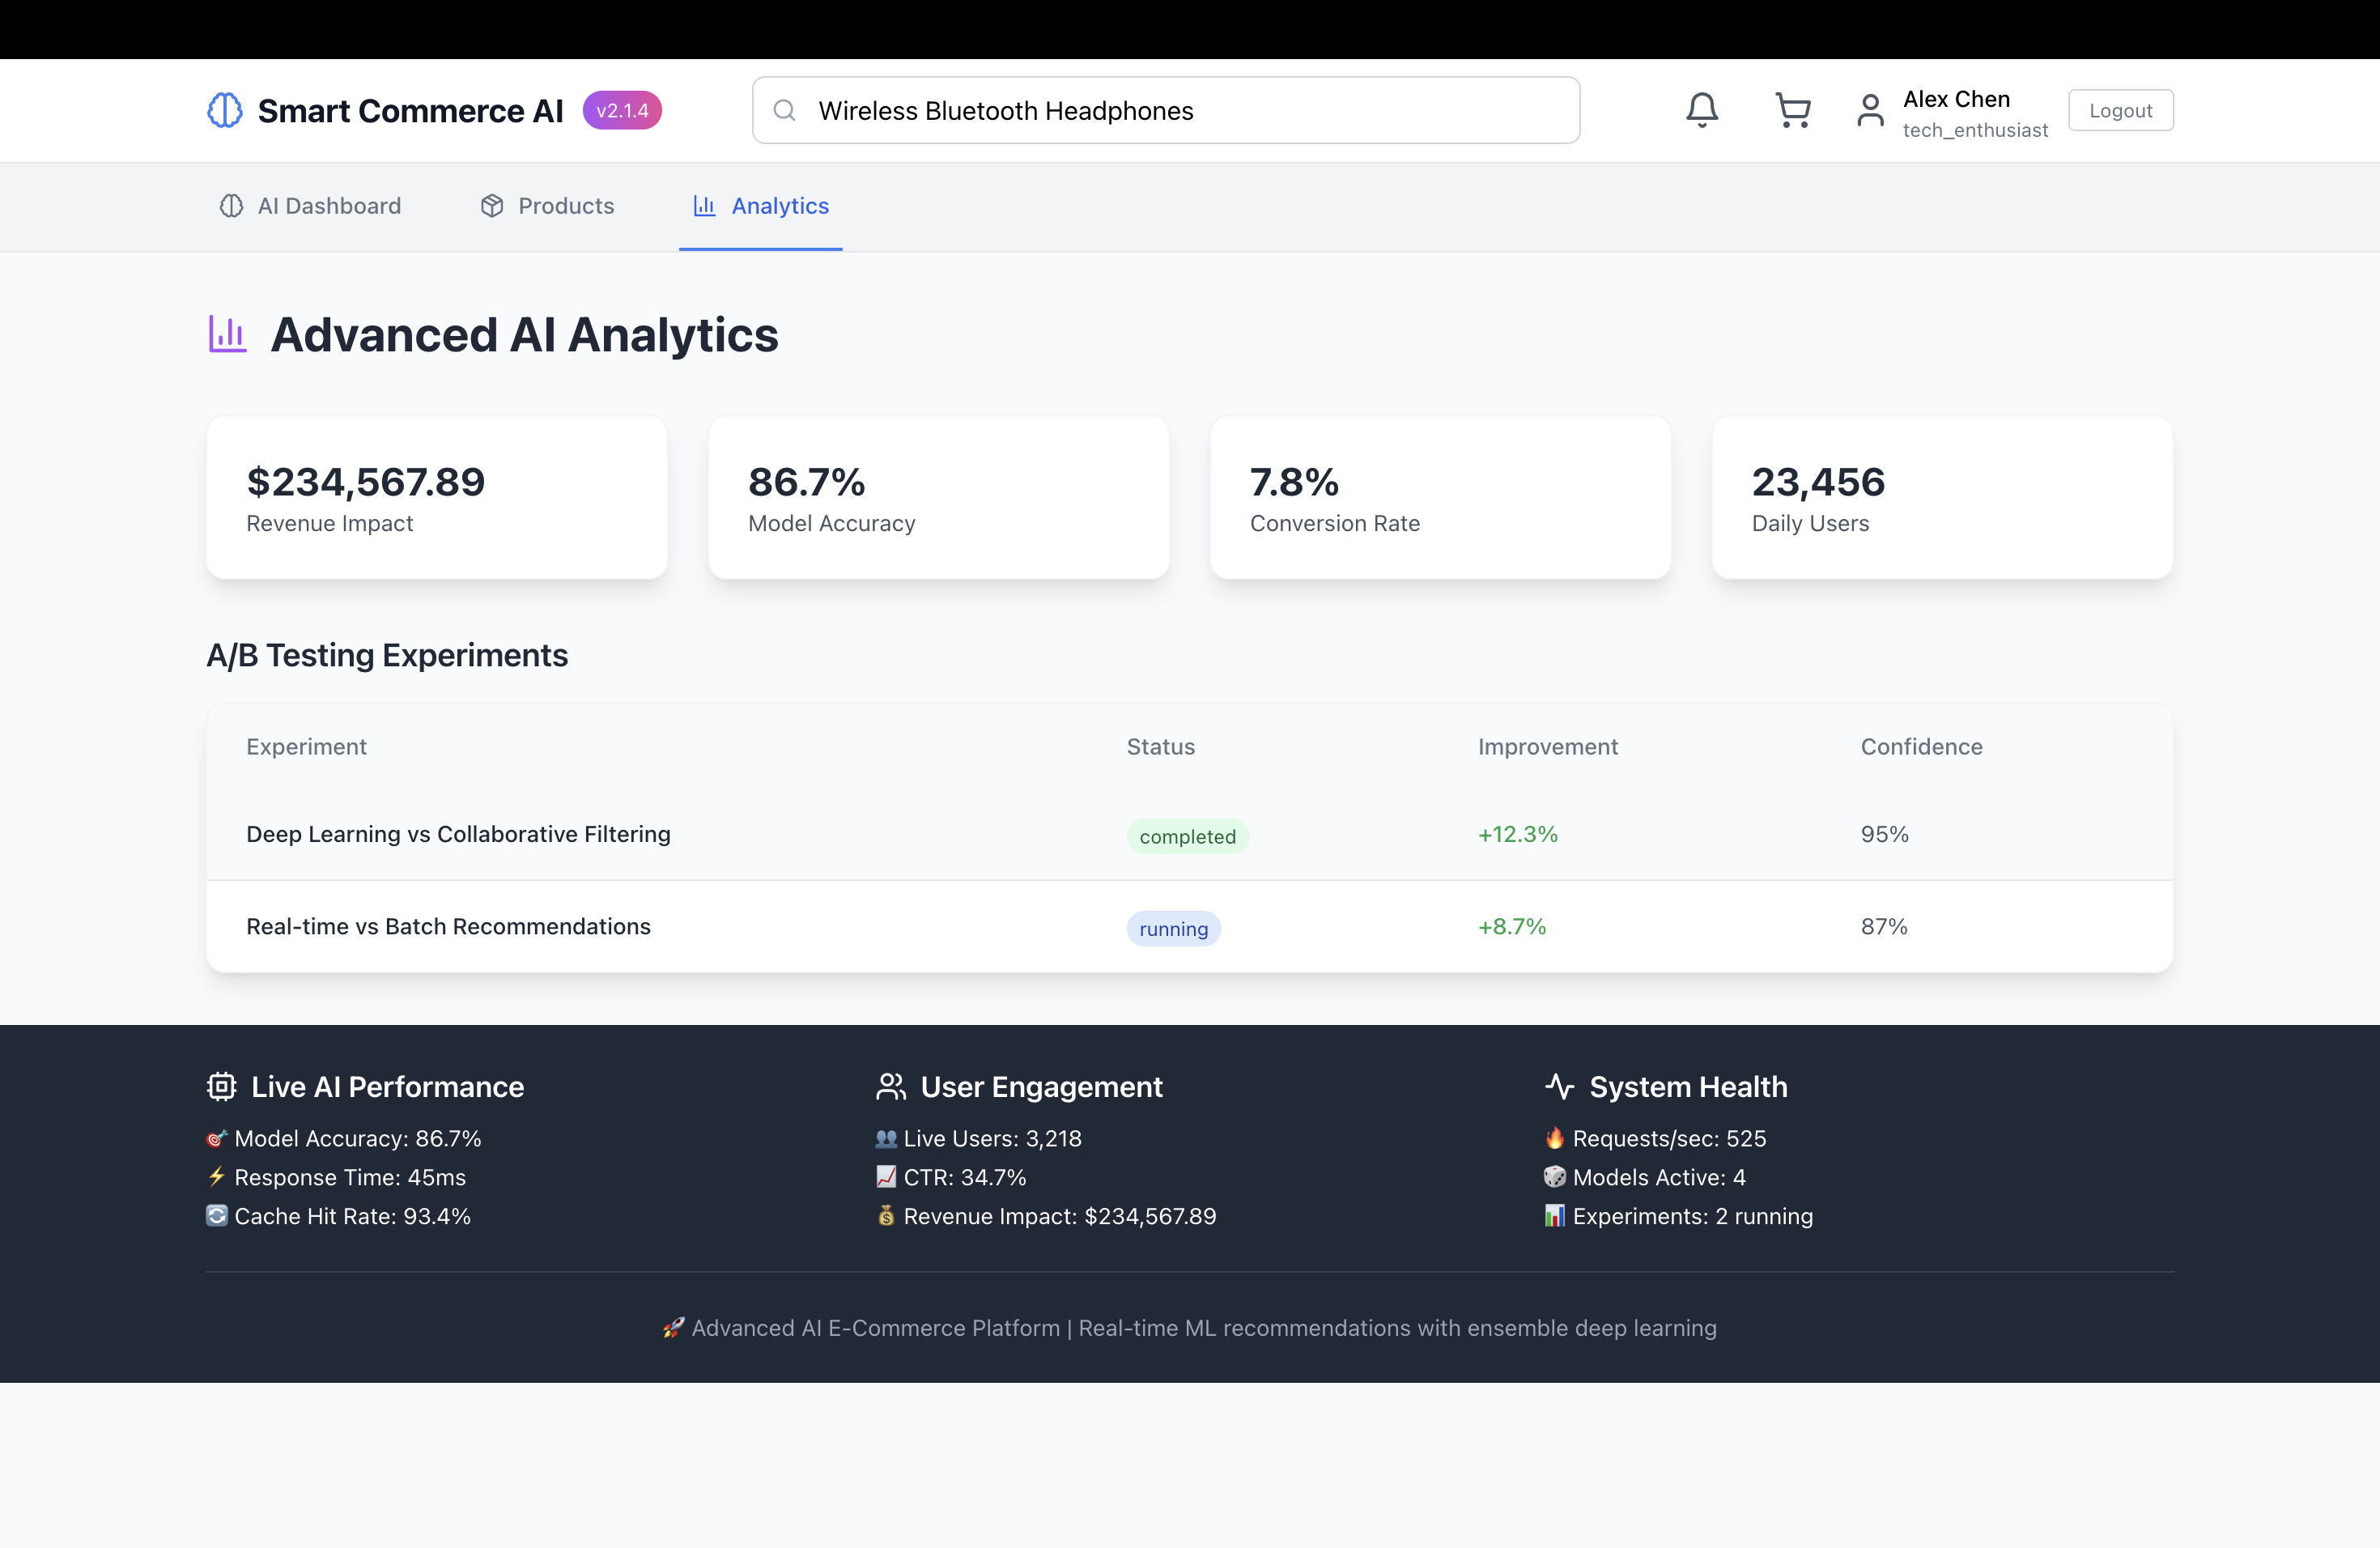 Smart Commerce AI v2.1.4
Wireless Bluetooth Headphones
Alex Chen
tech_enthusiast
Logout
AI Dashboard
Products
Analytics
Advanced AI Analytics
$234,567.89
Revenue Impact
86.7%
Model Accuracy
7.8%
Conversion Rate
23,456
Daily Users
A/B Testing Experiments
Experiment Status Improvement Confidence
Deep Learning vs Collaborative Filtering completed +12.3% 95%
Real-time vs Batch Recommendations running +8.7% 87%
Live AI Performance
🎯 Model Accuracy: 86.7%
⚡ Response Time: 45ms
🔄 Cache Hit Rate: 93.4%
User Engagement
👥 Live Users: 3,218
📈 CTR: 34.7%
💰 Revenue Impact: $234,567.89
System Health
🔥 Requests/sec: 525
🎲 Models Active: 4
📊 Experiments: 2 running
🚀 Advanced AI E-Commerce Platform | Real-time ML recommendations with ensemble deep learning